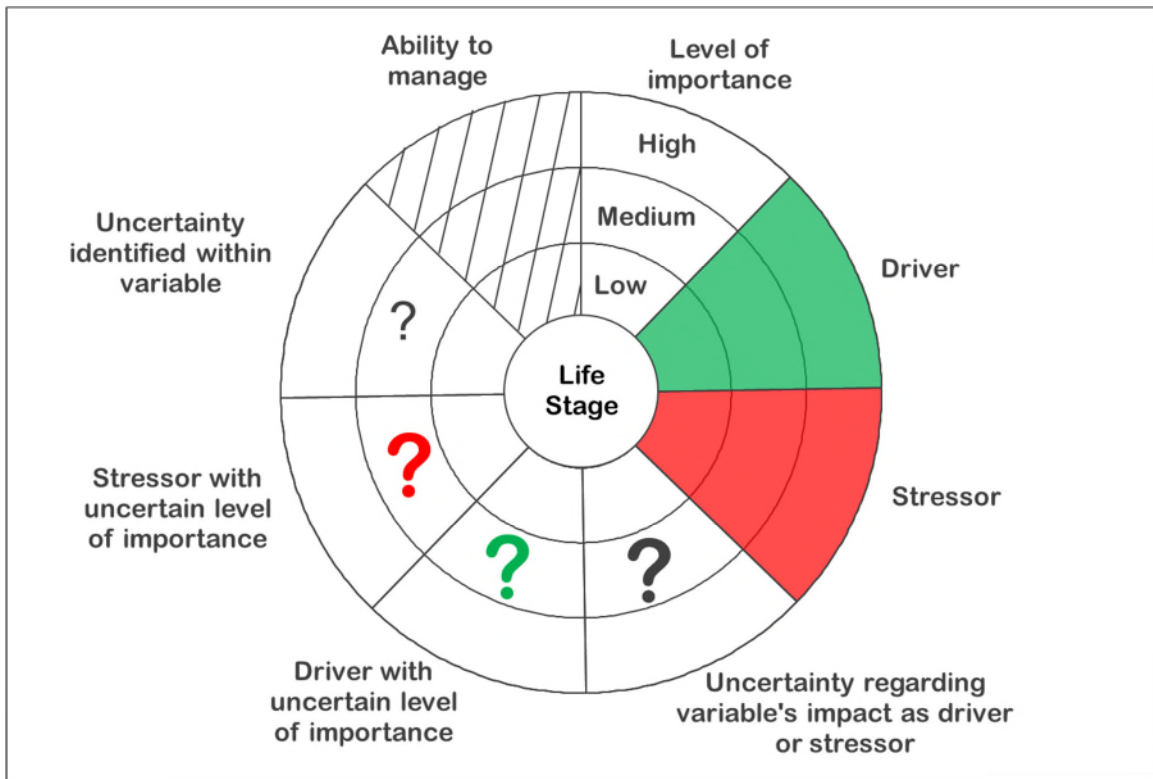 Ability to
manage
Level of
importance
High
Medium
Low
Driver
Uncertainty
identified within
variable
?
Life
Stage
Stressor with
uncertain level
of importance
?
Stressor
?
?
Driver with
uncertain level
of importance
Uncertainty regarding
variable's impact as driver
or stressor